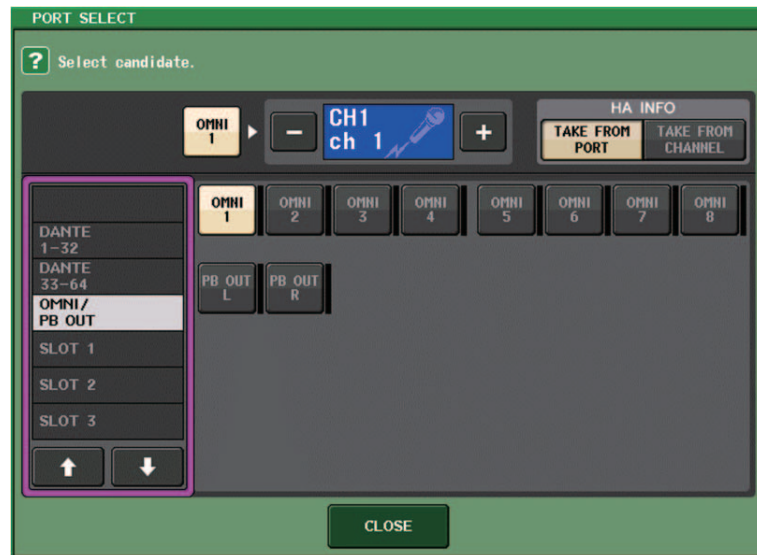 PORT SELECT
? Select candidate.
OMNI
1
−
CH1
ch 1
+
HA INFO
TAKE FROM
PORT
TAKE FROM
CHANNEL
DANTE
1-32
DANTE
33-64
OMNI/
PB OUT
SLOT 1
SLOT 2
SLOT 3
OMNI
1
OMNI
2
OMNI
3
OMNI
4
OMNI
5
OMNI
6
OMNI
7
OMNI
8
PB OUT
L
PB OUT
R
CLOSE